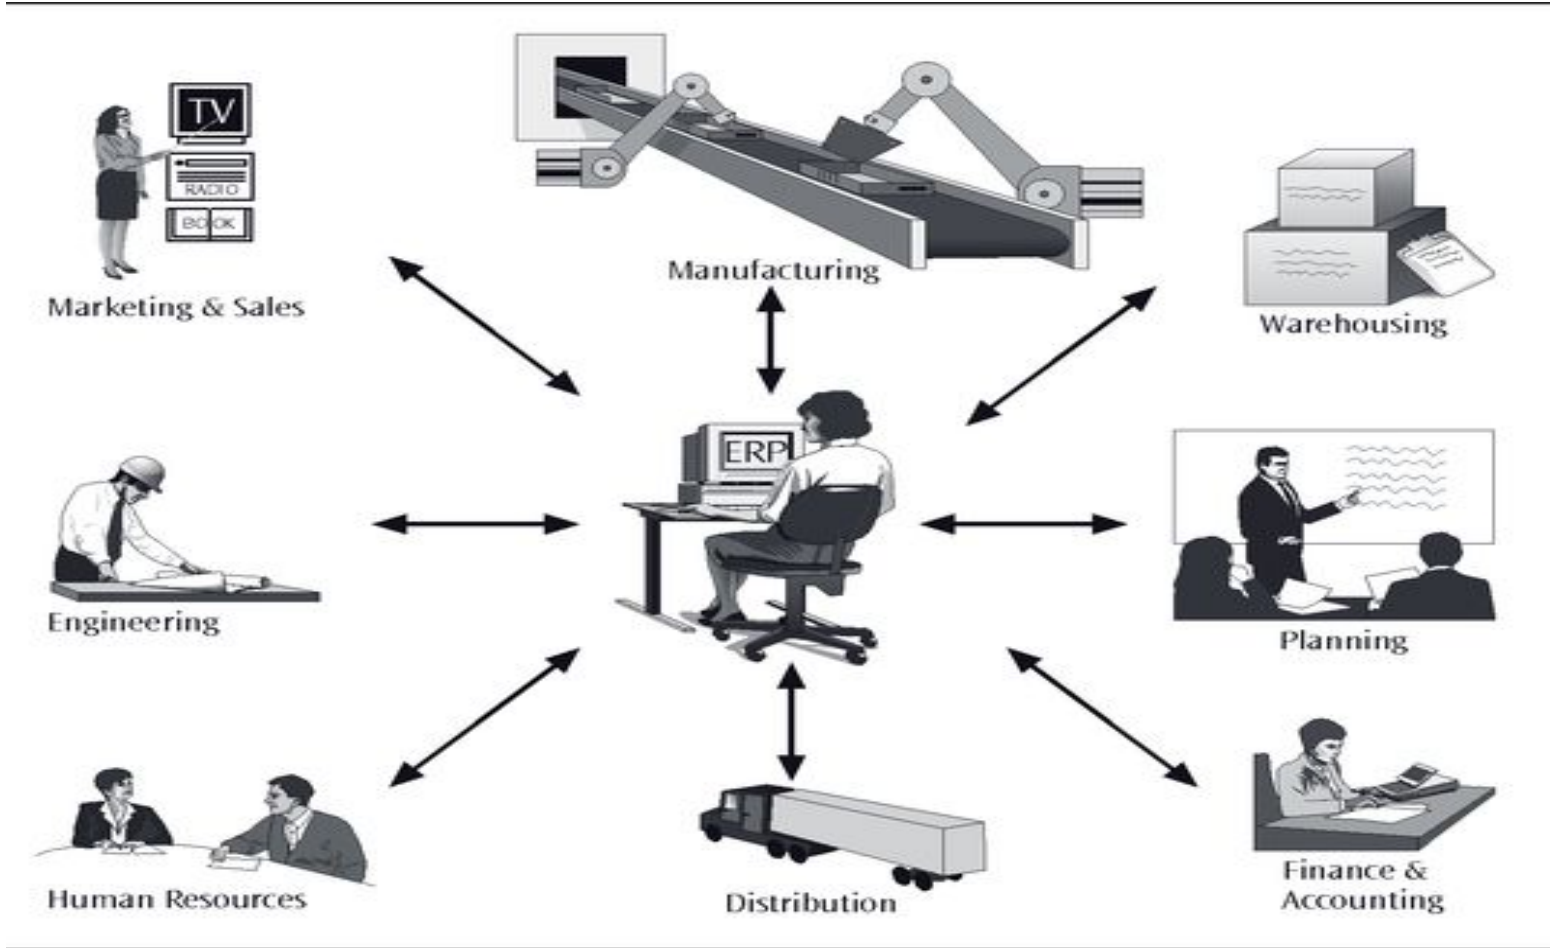 TV
RADIO
BOOK
Marketing & Sales
Manufacturing
Warehousing
ERP
Engineering
Planning
Human Resources
Distribution
Finance &
Accounting